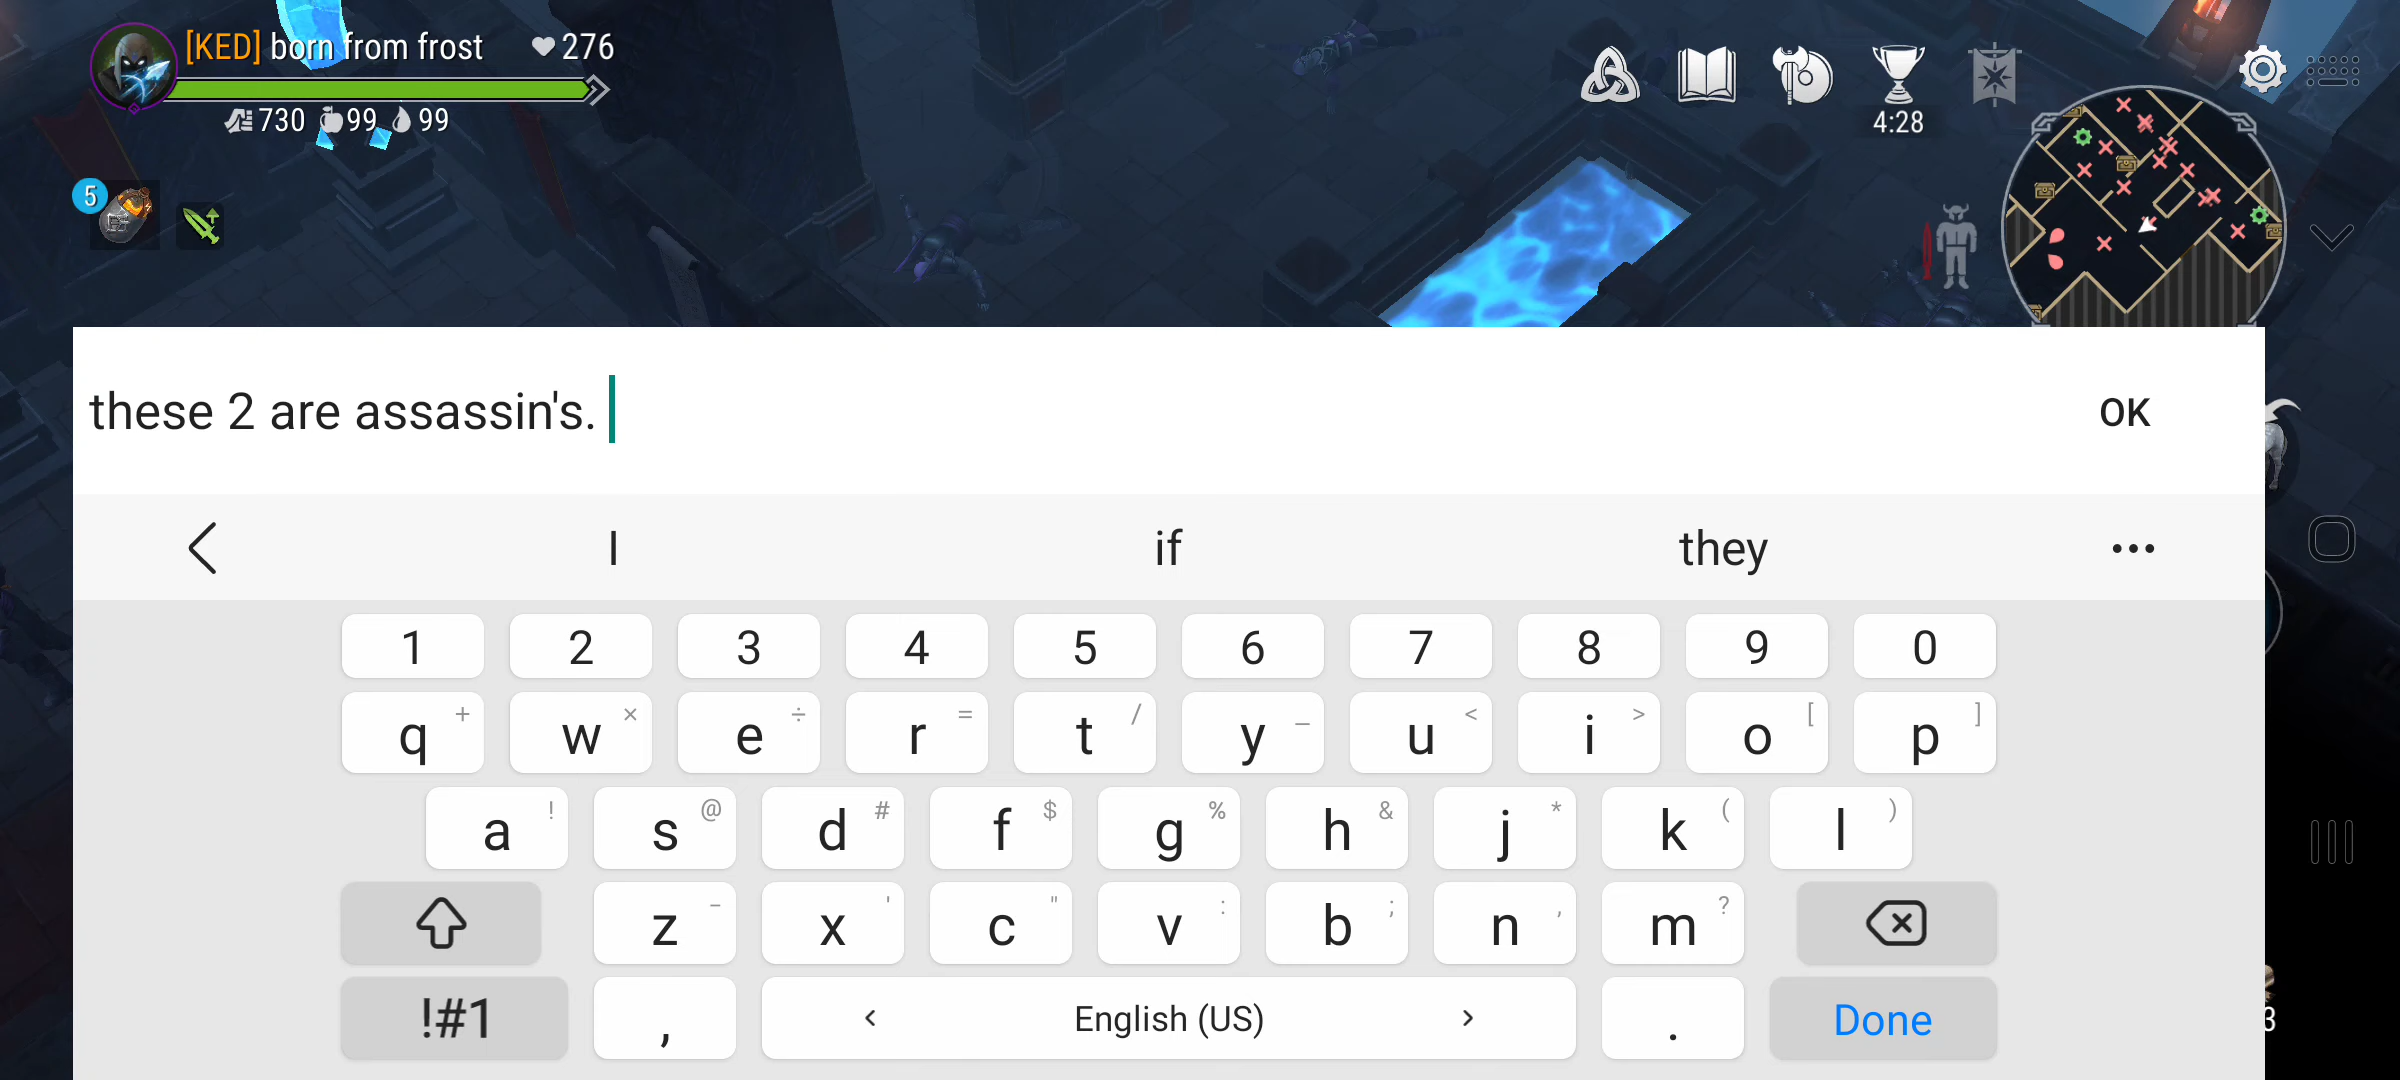 [KED] born from frost 276
730 99 99
4:28
5
these 2 are assassin's.
OK
I if they
1 2 3 4 5 6 7 8 9 0
q + w × e ÷ r = t / y _ u < i > o [ p ]
a ! s @ d # f $ g % h & j * k ( l )
z - x ' c " v : b ; n , m ?
!#1 , < English (US) > . Done
3